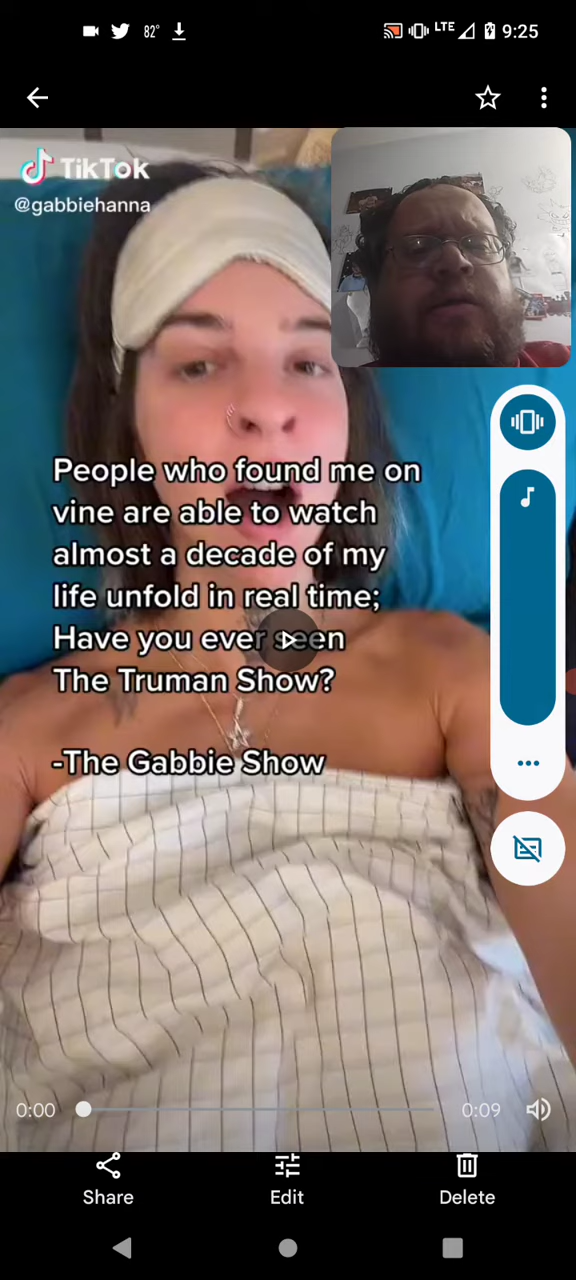 82°
LTE
9:25
TikTok
@gabbiehanna
People who found me on
vine are able to watch
almost a decade of my
life unfold in real time;
Have you ever seen
The Truman Show?
-The Gabbie Show
0:00
0:09
Share
Edit
Delete